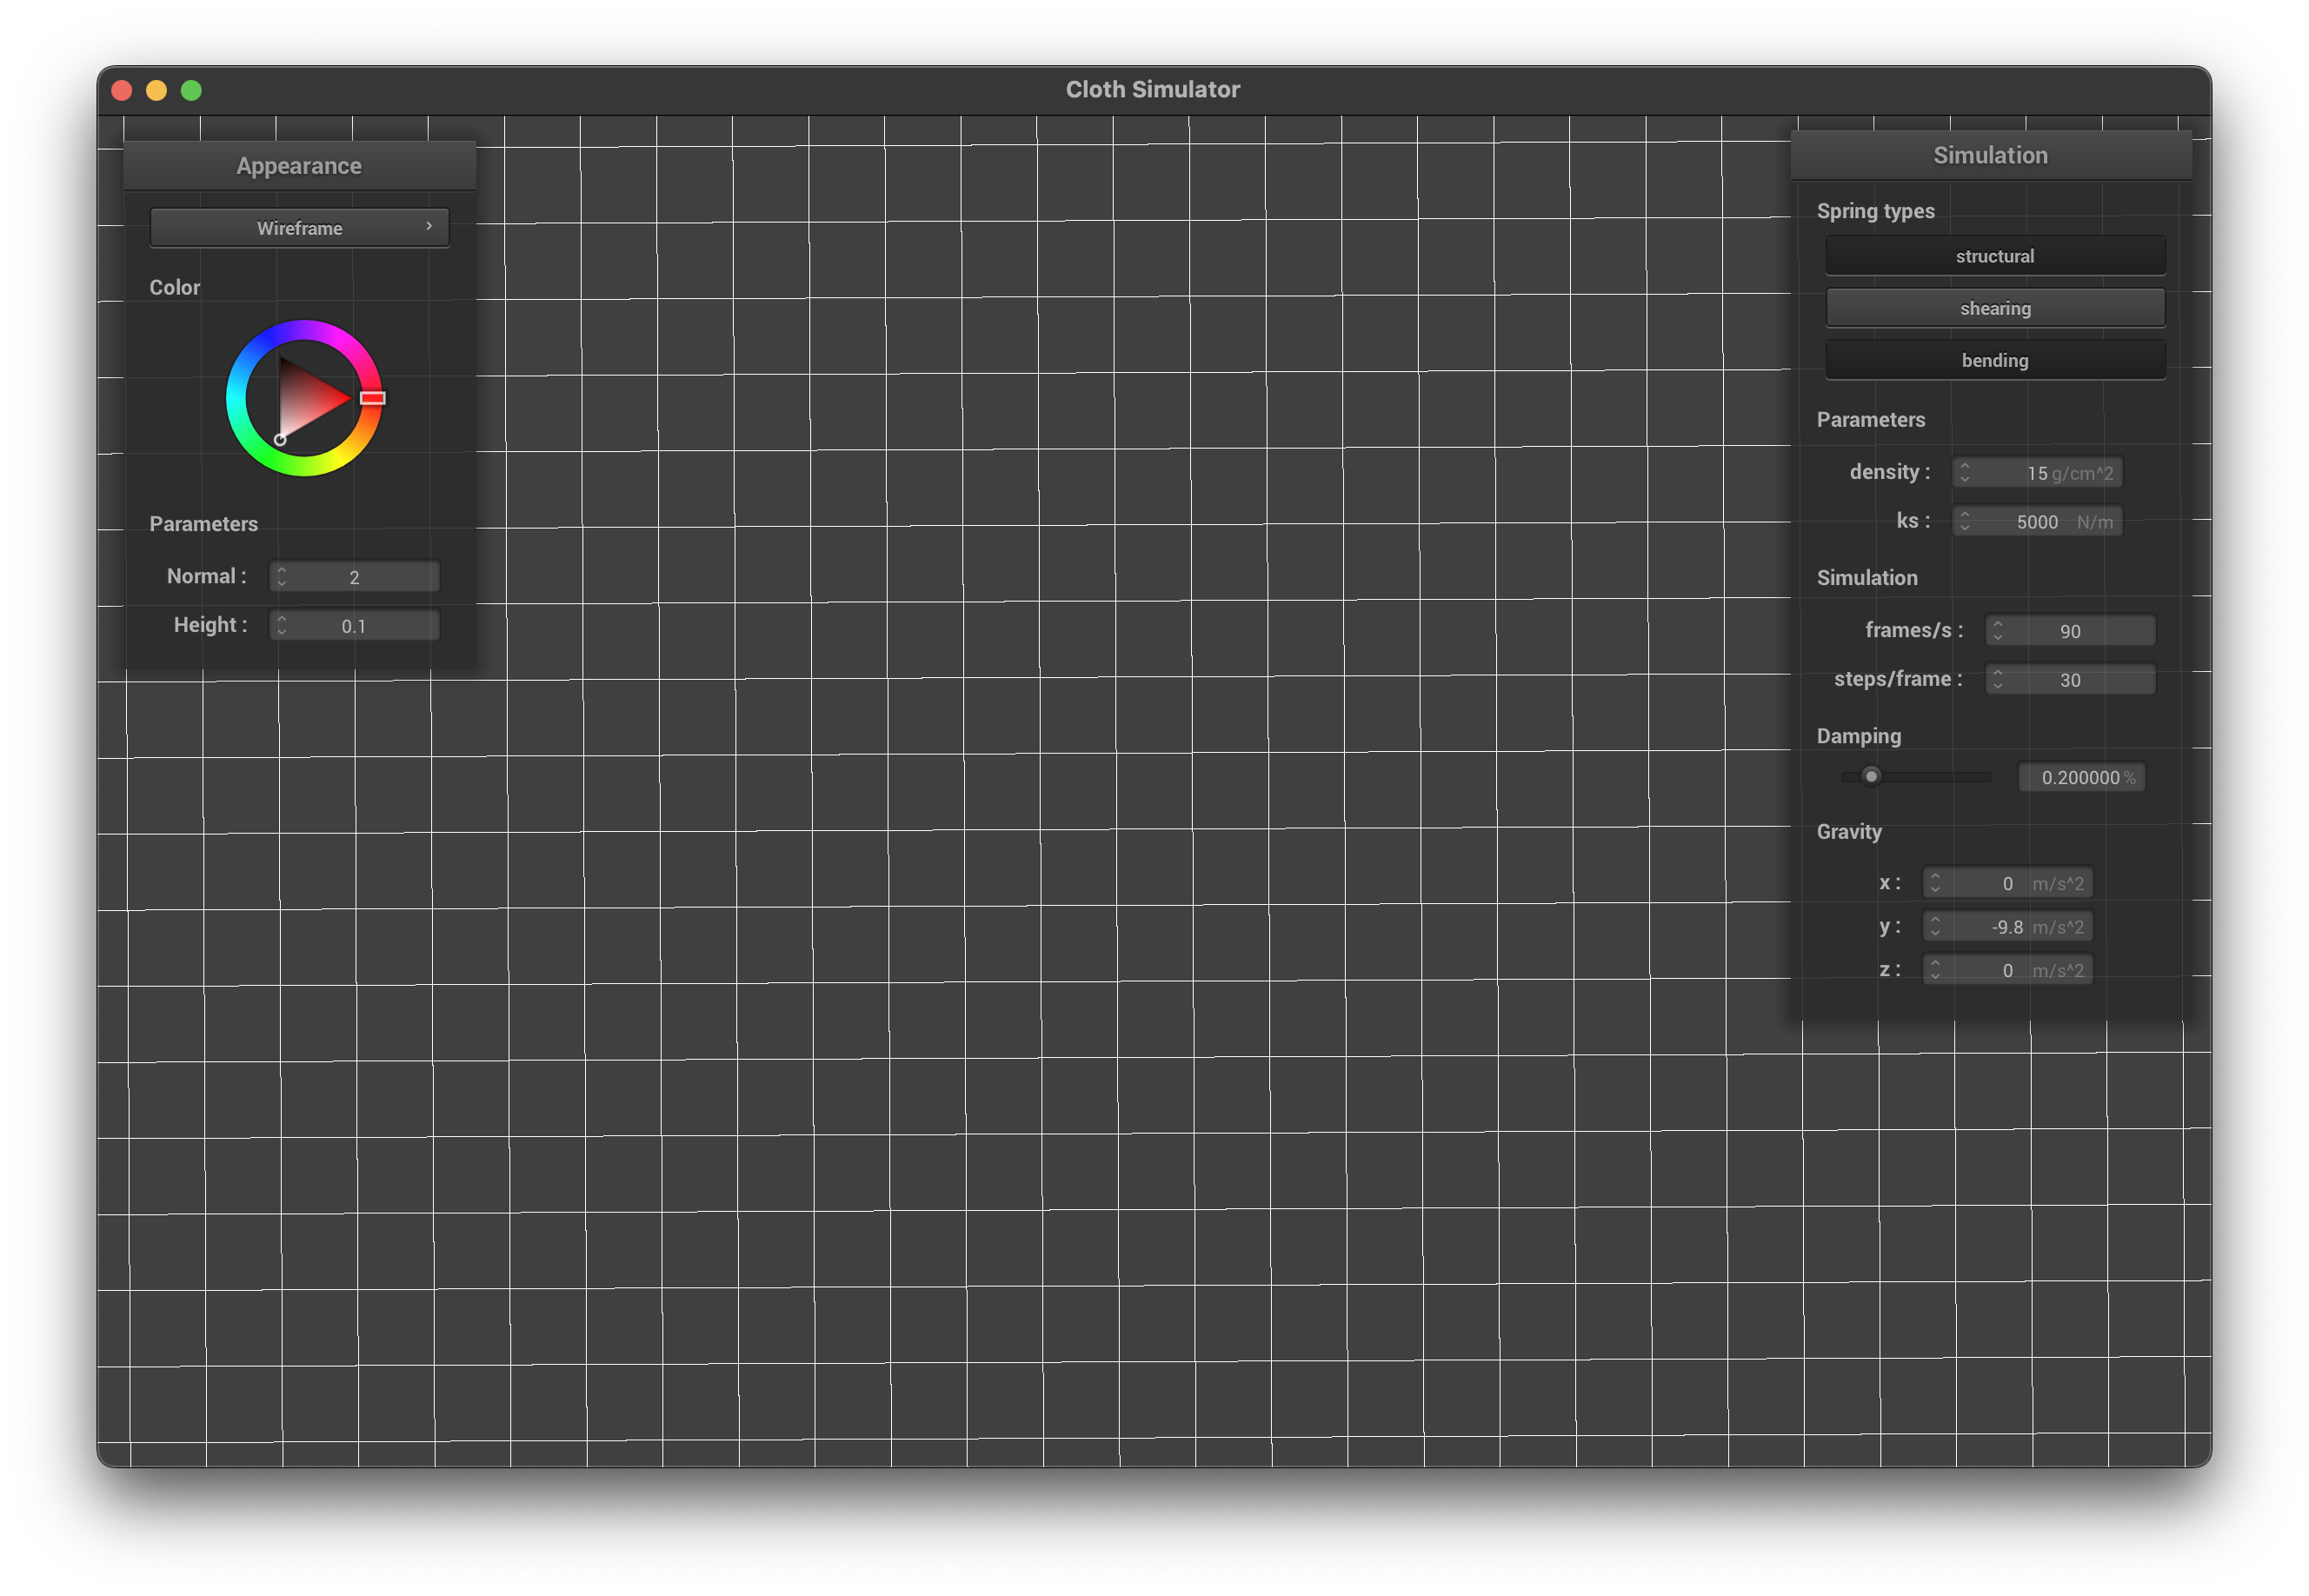 Cloth Simulator
Appearance
Wireframe
Color
Parameters
Normal : 2
Height : 0.1
Simulation
Spring types
structural
shearing
bending
Parameters
density : 15 g/cm^2
ks : 5000 N/m
Simulation
frames/s : 90
steps/frame : 30
Damping
0.200000 %
Gravity
x : 0 m/s^2
y : -9.8 m/s^2
z : 0 m/s^2